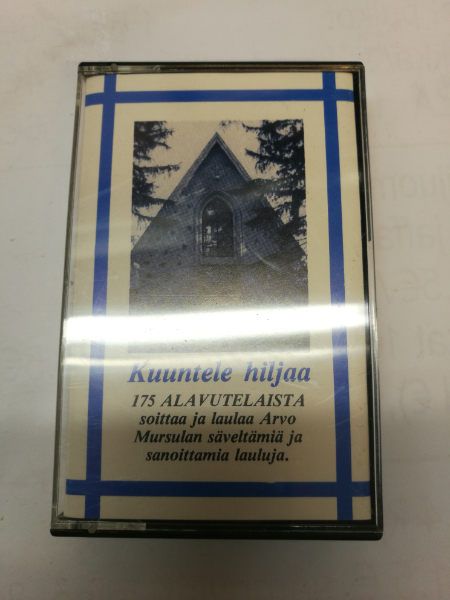 Kuuntele hiljaa
175 ALAVUTELAISTA
soittaa ja laulaa Arvo
Mursulan säveltämiä ja
sanoittamia lauluja.